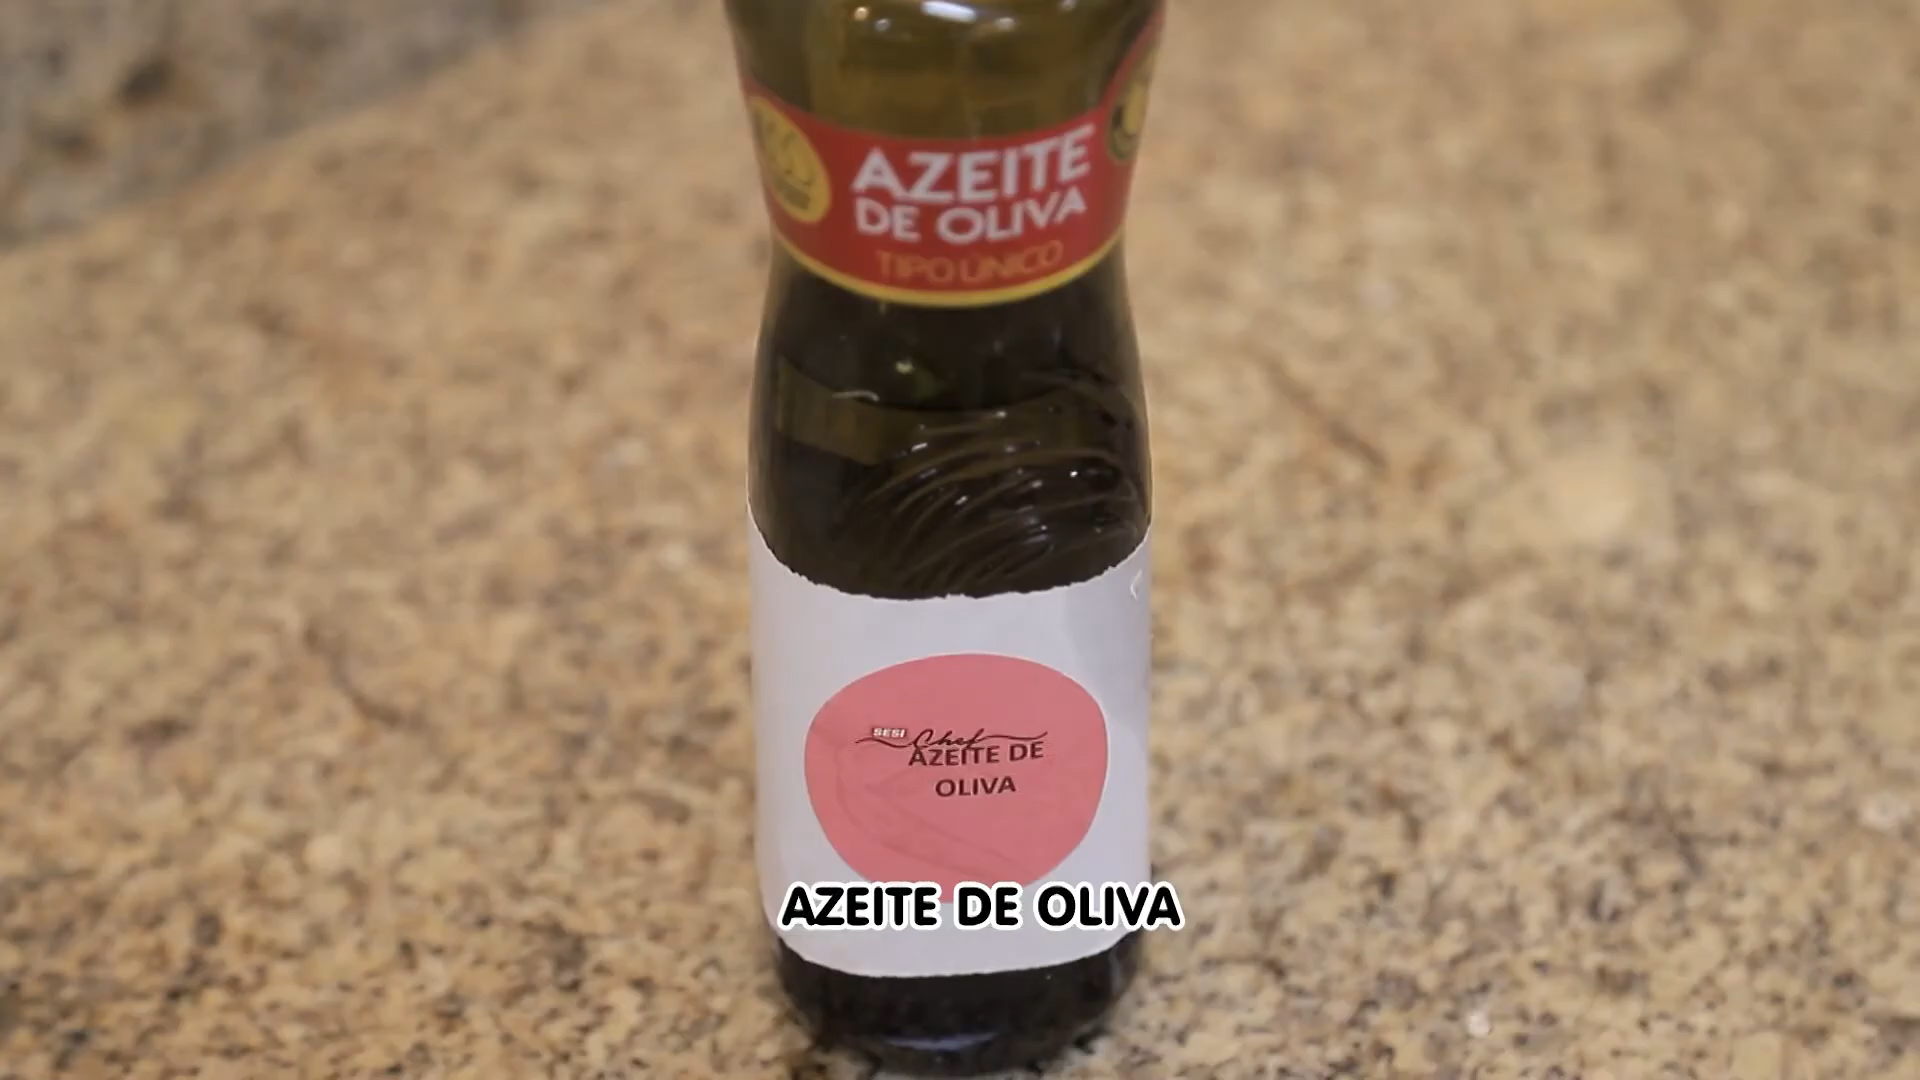 AZEITE
DE OLIVA
TIPO ÚNICO
SESI Chef
AZEITE DE
OLIVA
AZEITE DE OLIVA